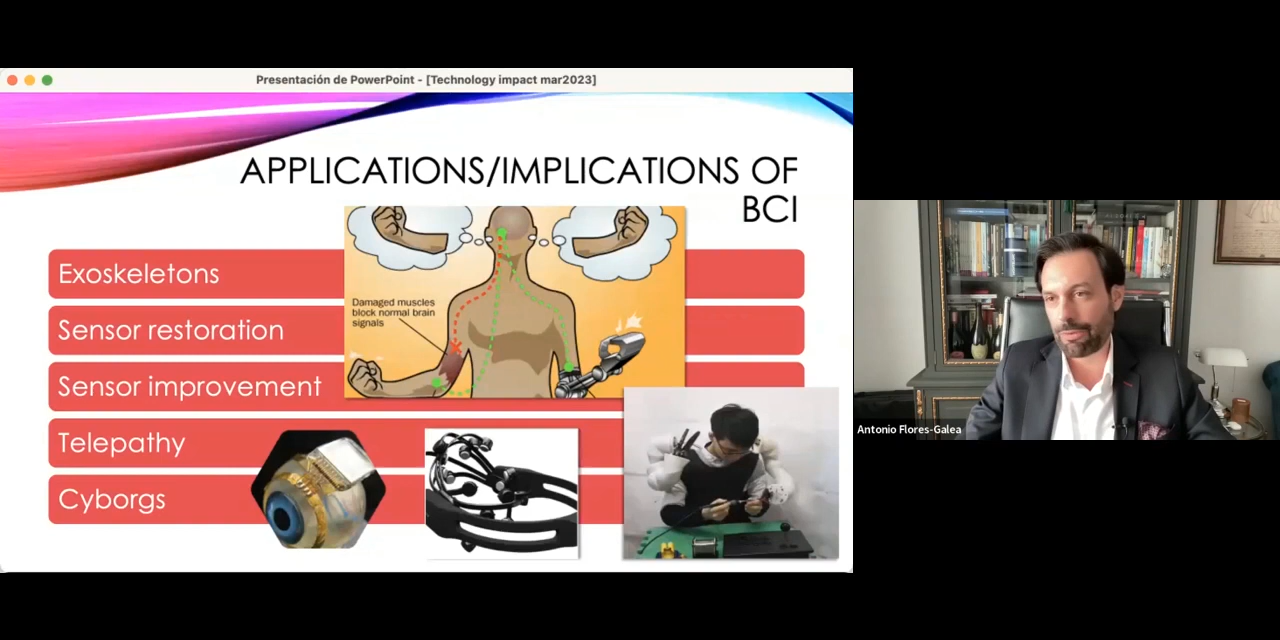 Presentación de PowerPoint - [Technology impact mar2023]
APPLICATIONS/IMPLICATIONS OF
BCI
Exoskeletons
Damaged muscles
block normal brain
signals
Sensor restoration
Sensor improvement
Telepathy
Cyborgs
Antonio Flores-Galea